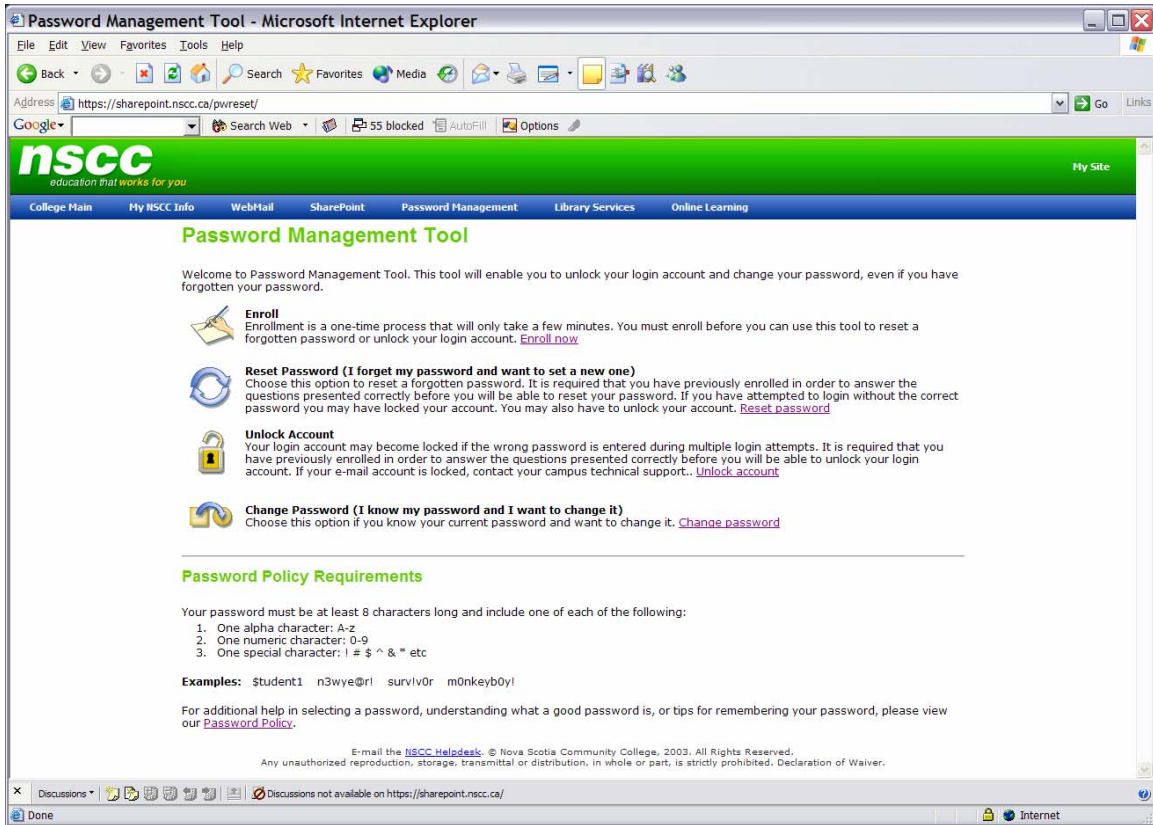 Password Management Tool - Microsoft Internet Explorer
File Edit View Favorites Tools Help
Back Search Favorites Media
Address https://sharepoint.nscc.ca/pwreset/ Go Links
Google Search Web 55 blocked AutoFill Options
nscc
education that works for you
My Site
College Main My NSCC Info WebMail SharePoint Password Management Library Services Online Learning
Password Management Tool
Welcome to Password Management Tool. This tool will enable you to unlock your login account and change your password, even if you have
forgotten your password.
Enroll
Enrollment is a one-time process that will only take a few minutes. You must enroll before you can use this tool to reset a
forgotten password or unlock your login account. Enroll now
Reset Password (I forget my password and want to set a new one)
Choose this option to reset a forgotten password. It is required that you have previously enrolled in order to answer the
questions presented correctly before you will be able to reset your password. If you have attempted to login without the correct
password you may have locked your account. You may also have to unlock your account. Reset password
Unlock Account
Your login account may become locked if the wrong password is entered during multiple login attempts. It is required that you
have previously enrolled in order to answer the questions presented correctly before you will be able to unlock your login
account. If your e-mail account is locked, contact your campus technical support.. Unlock account
Change Password (I know my password and I want to change it)
Choose this option if you know your current password and want to change it. Change password
Password Policy Requirements
Your password must be at least 8 characters long and include one of each of the following:
1. One alpha character: A-z
2. One numeric character: 0-9
3. One special character: ! # $ ^ & * etc
Examples: $tudent1 n3wye@r! surv!v0r m0nkeyb0y!
For additional help in selecting a password, understanding what a good password is, or tips for remembering your password, please view
our Password Policy.
E-mail the NSCC Helpdesk. © Nova Scotia Community College, 2003. All Rights Reserved.
Any unauthorized reproduction, storage, transmittal or distribution, in whole or part, is strictly prohibited. Declaration of Waiver.
Discussions Discussions not available on https://sharepoint.nscc.ca/
Done Internet